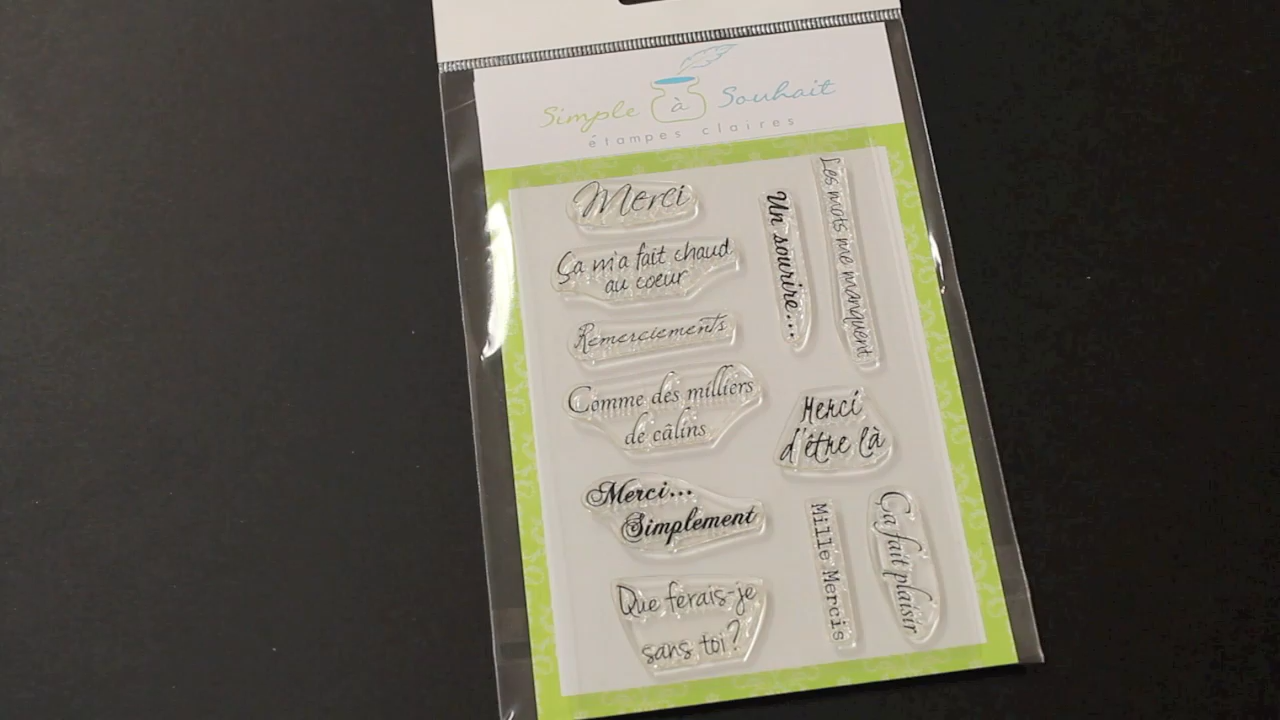 Simple à Souhait
étampes claires
Merci
Ça m'a fait chaud
au coeur
Remerciements
Comme des milliers
de câlins
Merci...
Simplement
Que ferais-je
sans toi?
Un sourire...
Les mots me manquent
Merci
d'être là
Mille Mercis
Ça fait plaisir